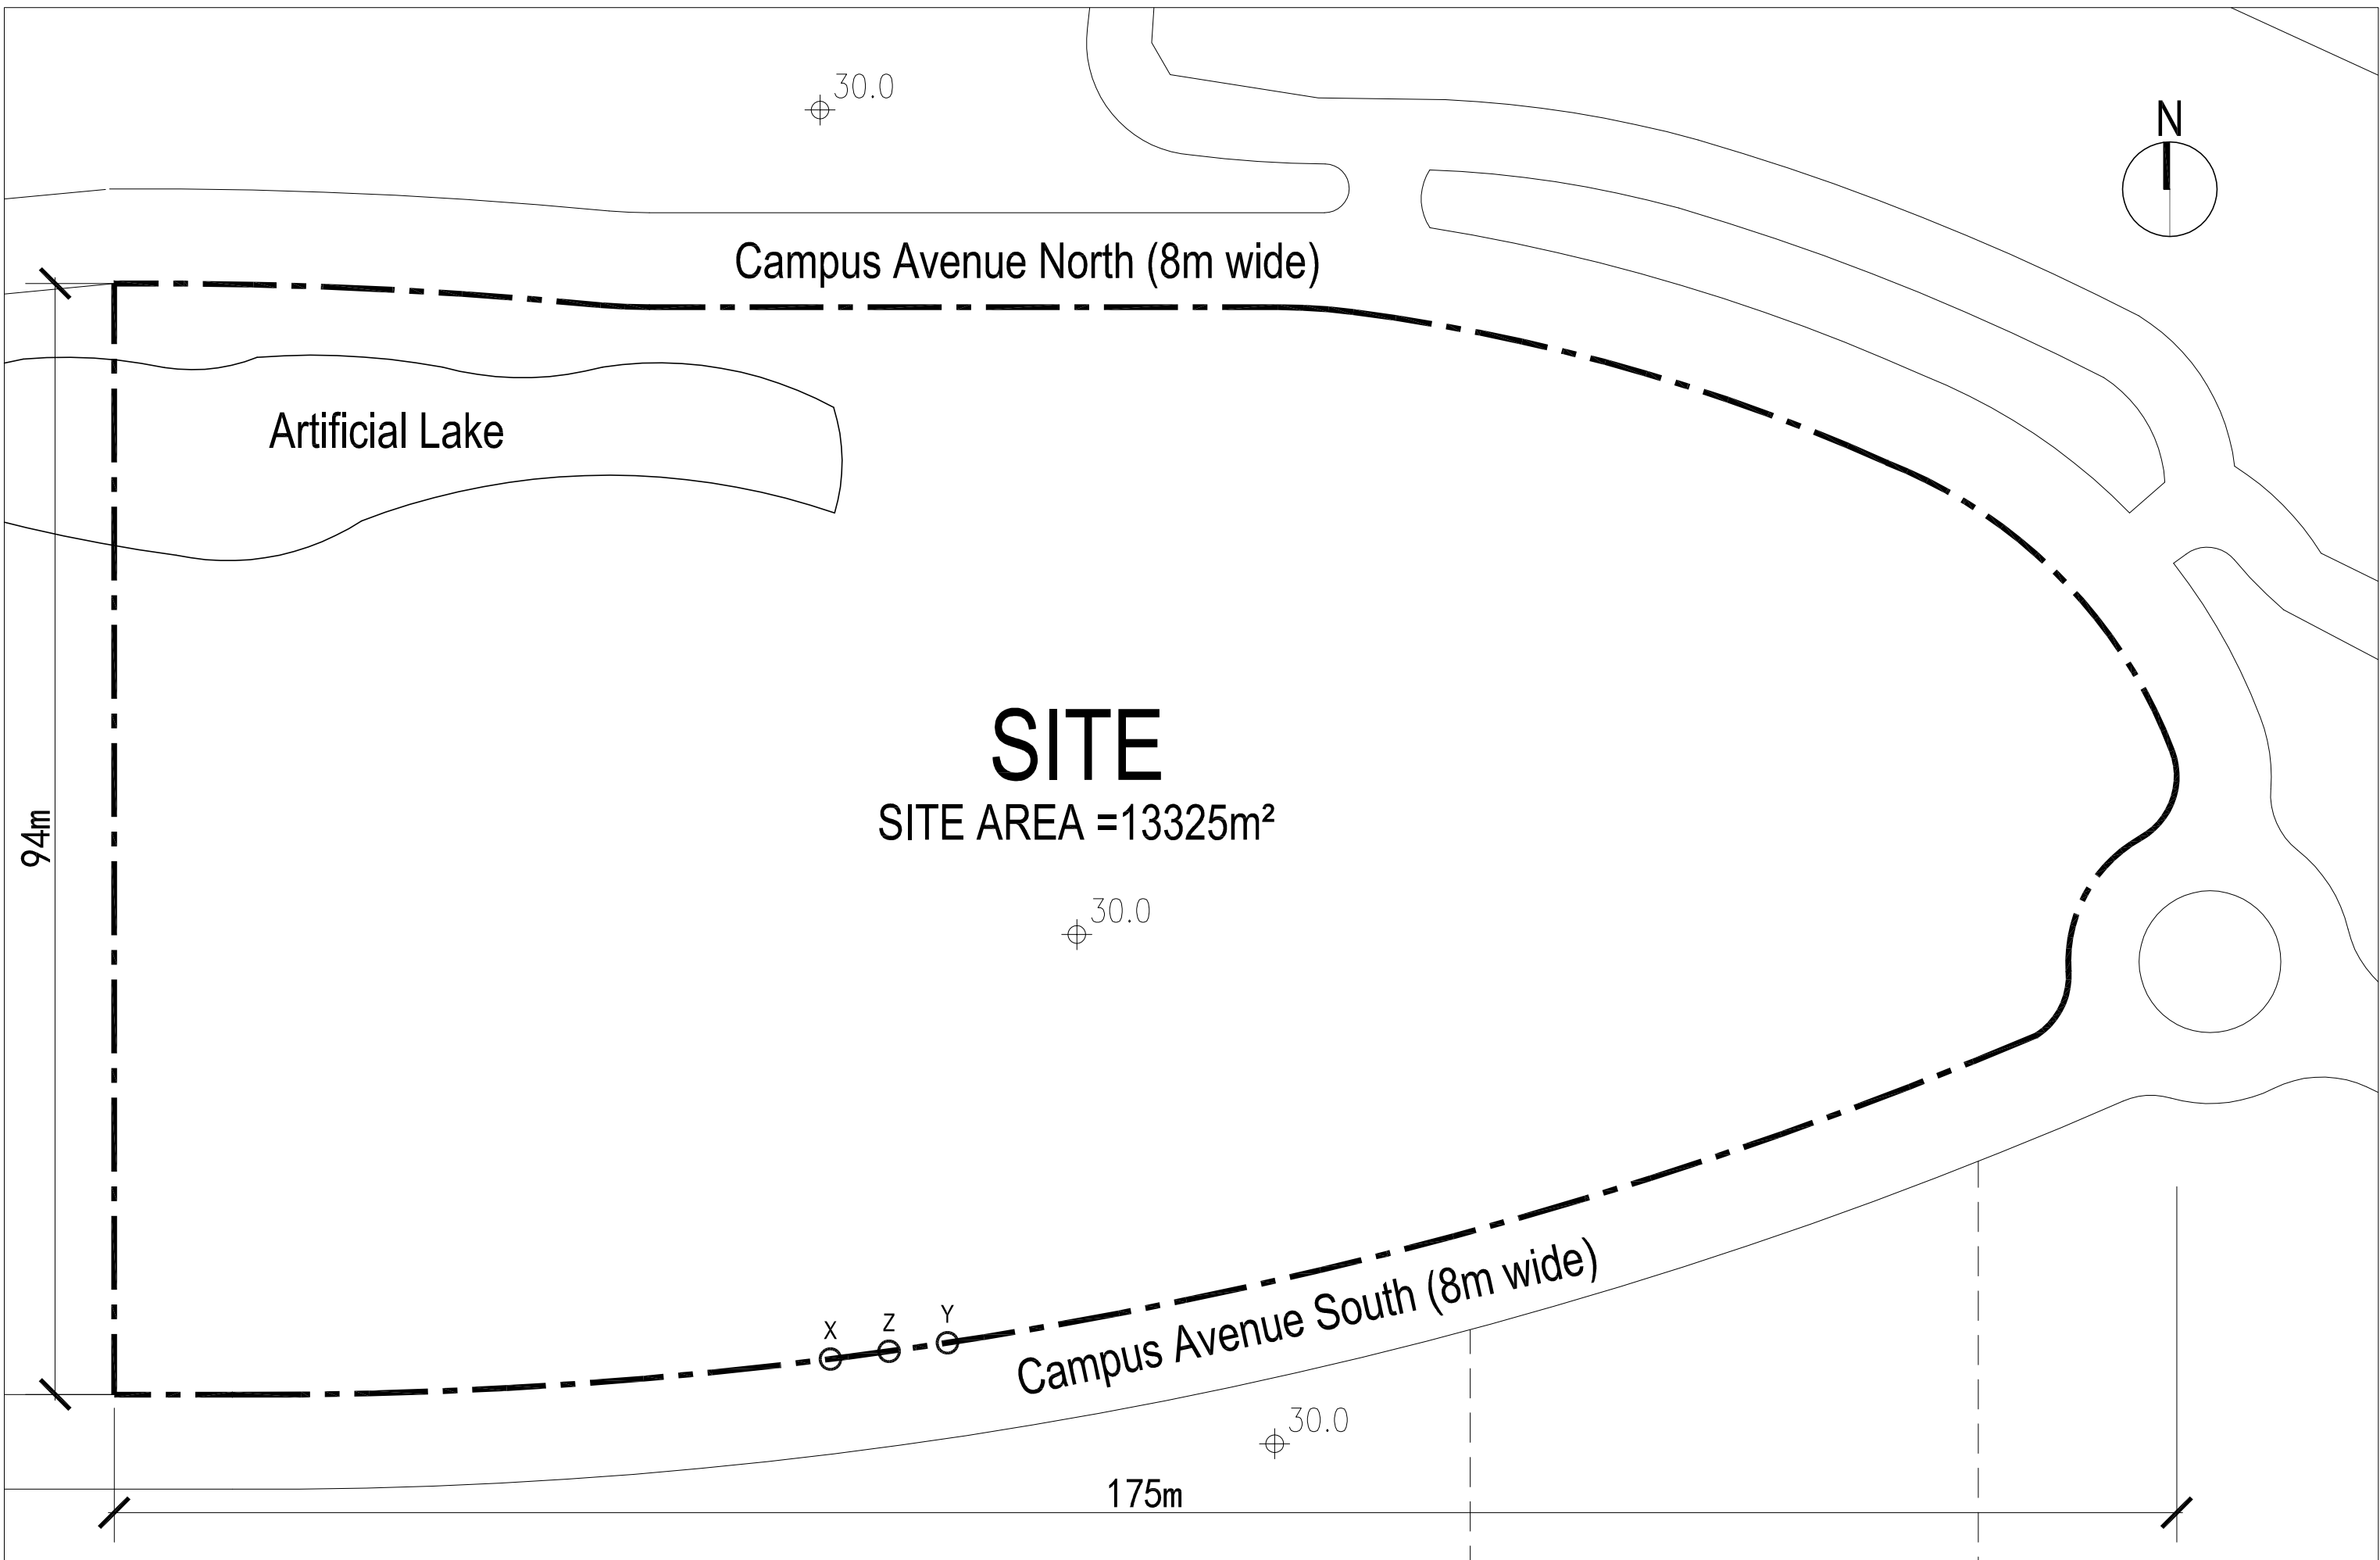 30.0
N
Campus Avenue North (8m wide)
Artificial Lake
SITE
SITE AREA =13325m²
94m
30.0
X
Z
Y
Campus Avenue South (8m wide)
30.0
175m